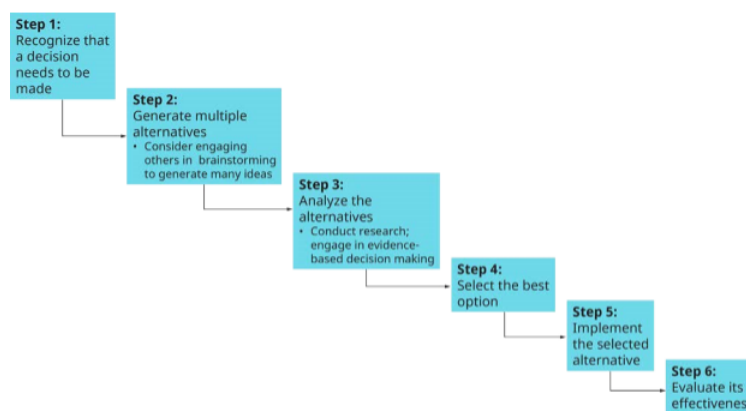 Step 1:
Recognize that
a decision
needs to be
made
Step 2:
Generate multiple
alternatives
• Consider engaging
others in brainstorming
to generate many ideas
Step 3:
Analyze the
alternatives
• Conduct research;
engage in evidence-
based decision making
Step 4:
Select the best
option
Step 5:
Implement
the selected
alternative
Step 6:
Evaluate its
effectivenes